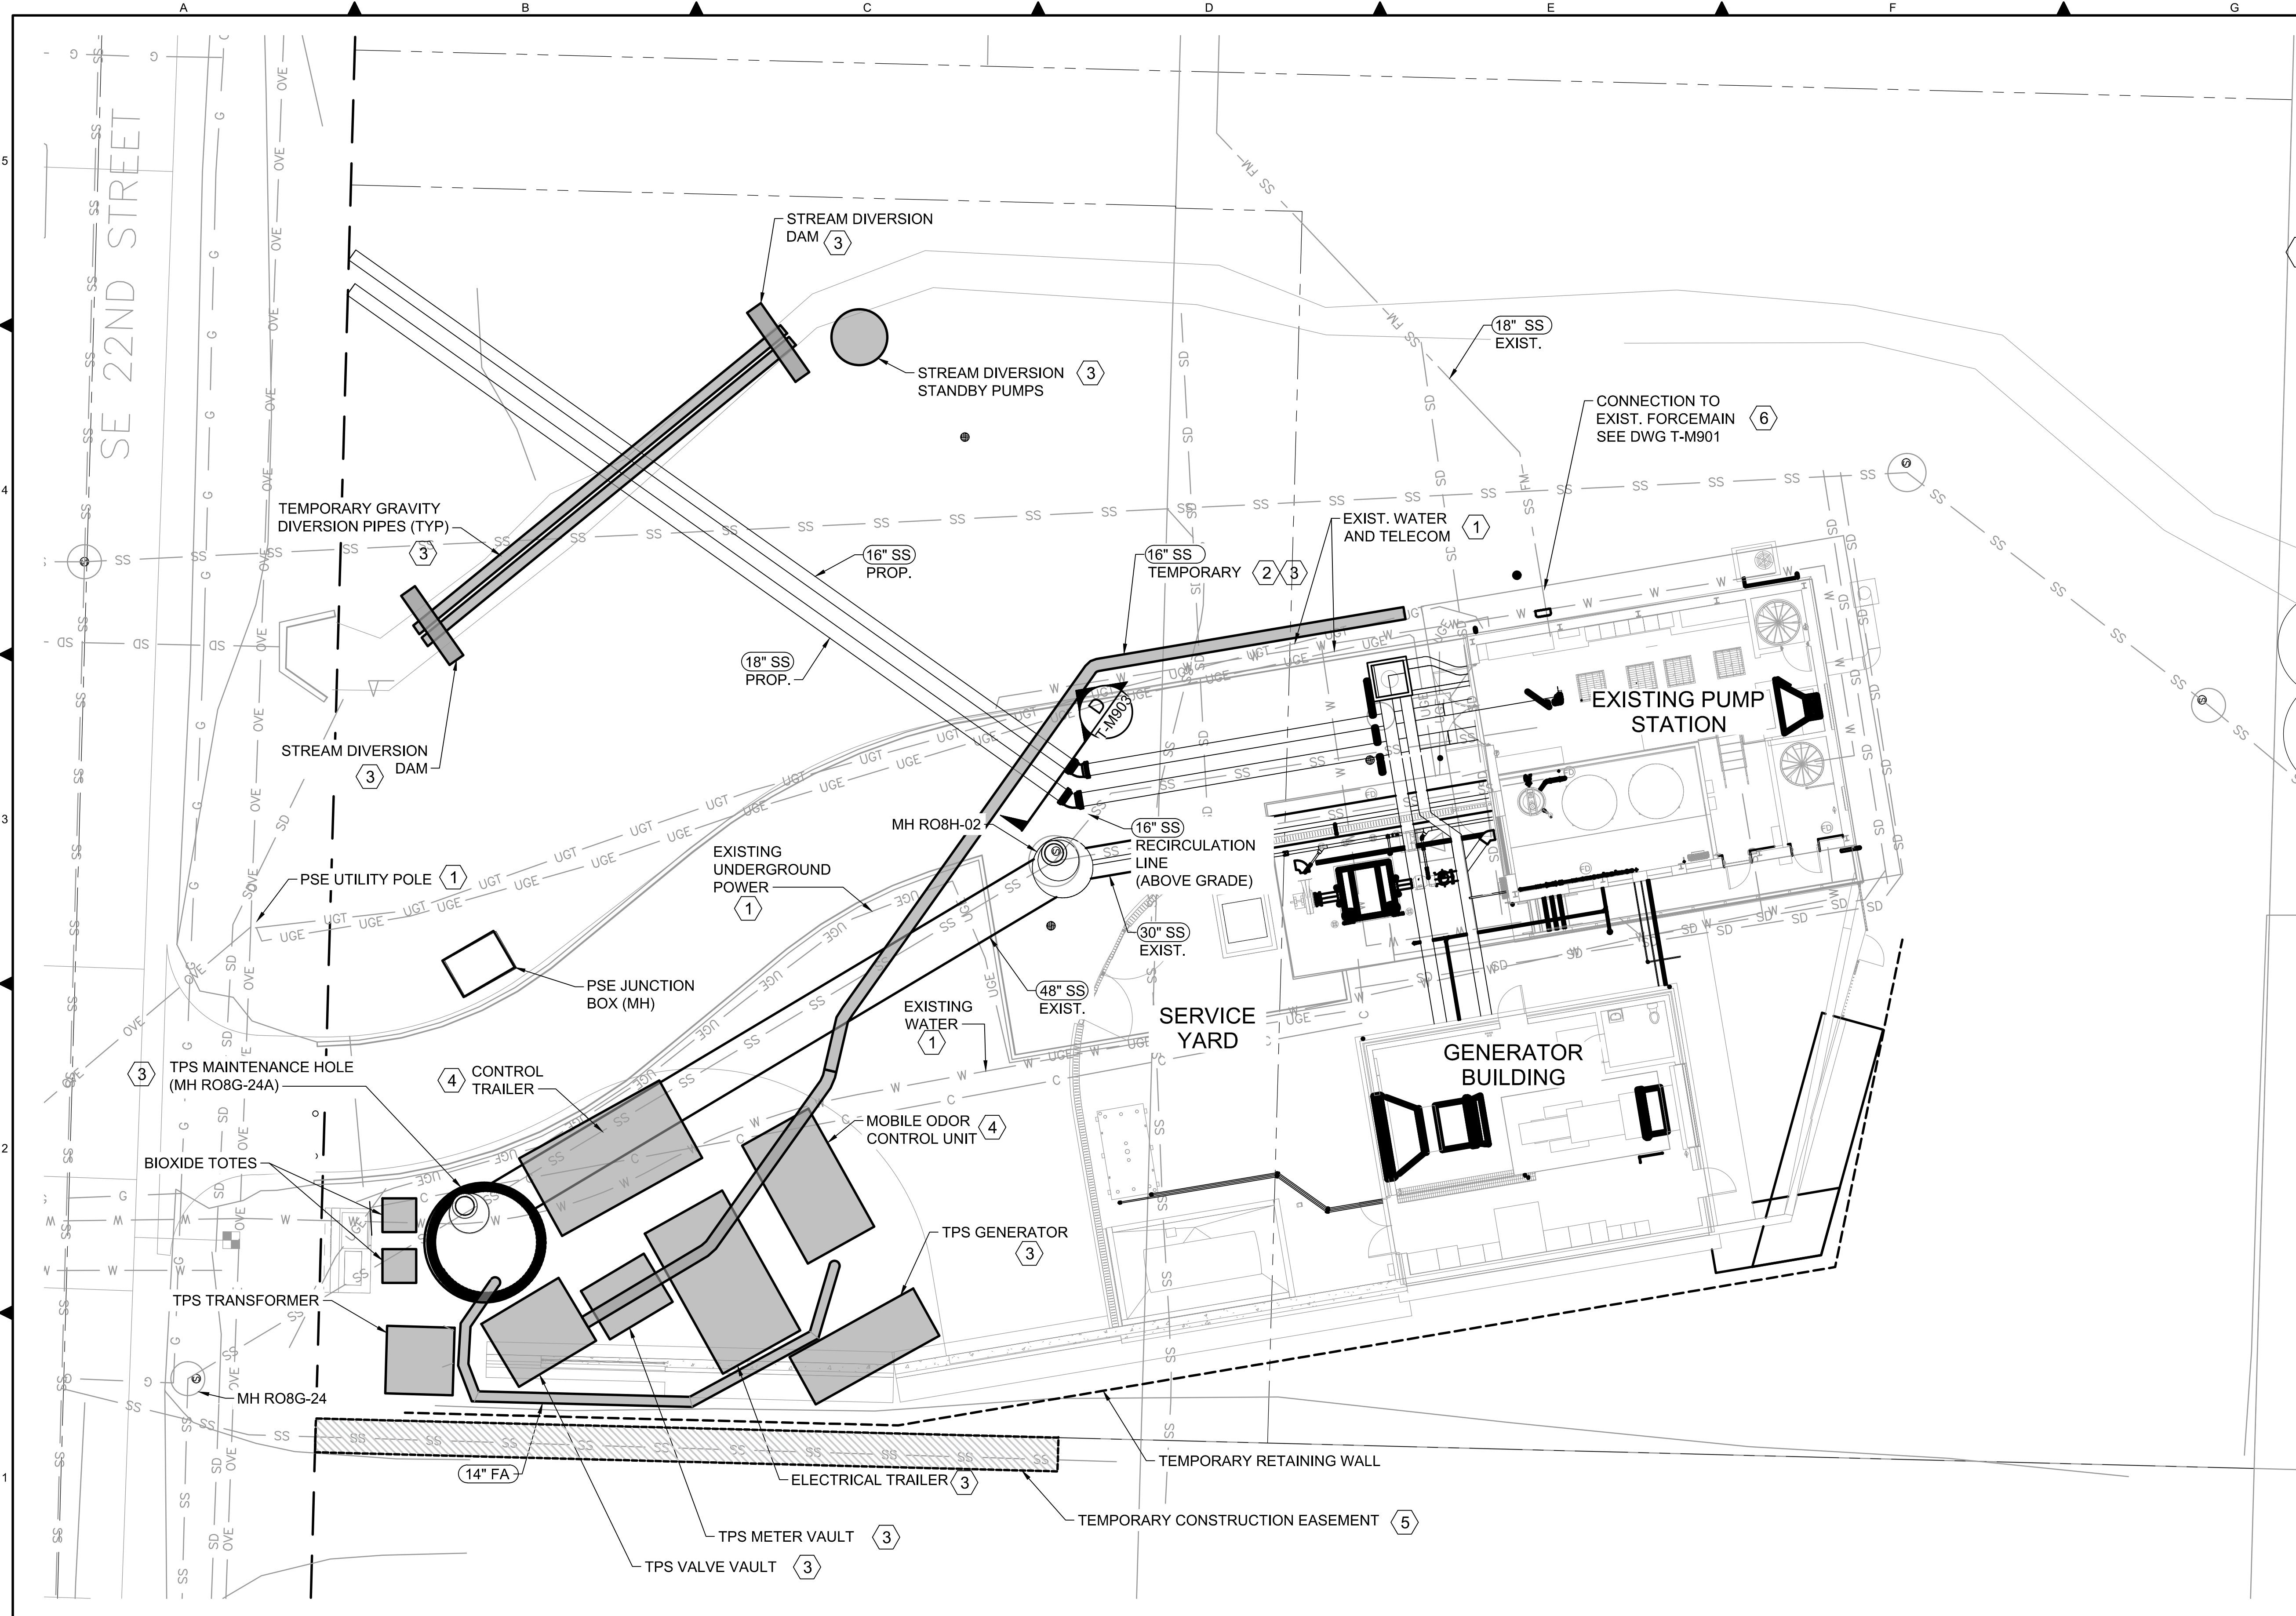 A B C D E F G
5
4
3
2
1
SE 22ND STREET
STREAM DIVERSION
DAM 3
STREAM DIVERSION 3
STANDBY PUMPS
18" SS
EXIST.
CONNECTION TO
EXIST. FORCEMAIN 6
SEE DWG T-M901
TEMPORARY GRAVITY
DIVERSION PIPES (TYP)
3
16" SS
PROP.
16" SS
TEMPORARY 2 3
EXIST. WATER
AND TELECOM 1
18" SS
PROP.
D
T-M903
EXISTING PUMP
STATION
STREAM DIVERSION
3 DAM
MH RO8H-02
16" SS
RECIRCULATION
LINE
(ABOVE GRADE)
EXISTING
UNDERGROUND
POWER
1
PSE UTILITY POLE 1
30" SS
EXIST.
PSE JUNCTION
BOX (MH)
48" SS
EXIST.
EXISTING
WATER
1
SERVICE
YARD
GENERATOR
BUILDING
3 TPS MAINTENANCE HOLE
(MH RO8G-24A)
4 CONTROL
TRAILER
MOBILE ODOR
CONTROL UNIT 4
BIOXIDE TOTES
TPS GENERATOR
3
TPS TRANSFORMER
MH RO8G-24
14" FA
ELECTRICAL TRAILER 3
TEMPORARY RETAINING WALL
TEMPORARY CONSTRUCTION EASEMENT 5
TPS METER VAULT 3
TPS VALVE VAULT 3